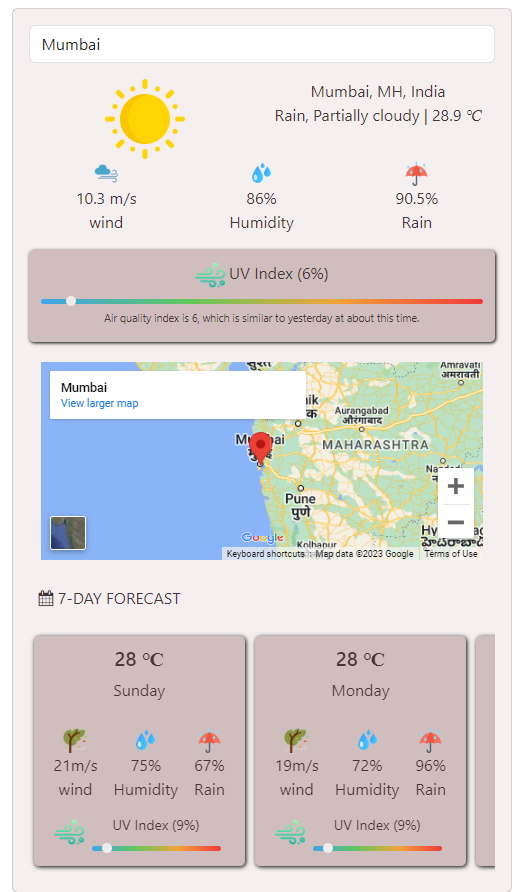 Mumbai
Mumbai, MH, India
Rain, Partially cloudy | 28.9 °C
10.3 m/s
wind
86%
Humidity
90.5%
Rain
UV Index (6%)
Air quality index is 6, which is similar to yesterday at about this time.
Mumbai
View larger map
सुरत
Amravati
अमरावती
Aurangabad
औरंगाबाद
MAHARASHTRA
Pune
पुणे
Kolhapur
Google
Keyboard shortcuts
Map data ©2023 Google
Terms of Use
7-DAY FORECAST
28 °C
Sunday
21m/s
wind
75%
Humidity
67%
Rain
UV Index (9%)
28 °C
Monday
19m/s
wind
72%
Humidity
96%
Rain
UV Index (9%)